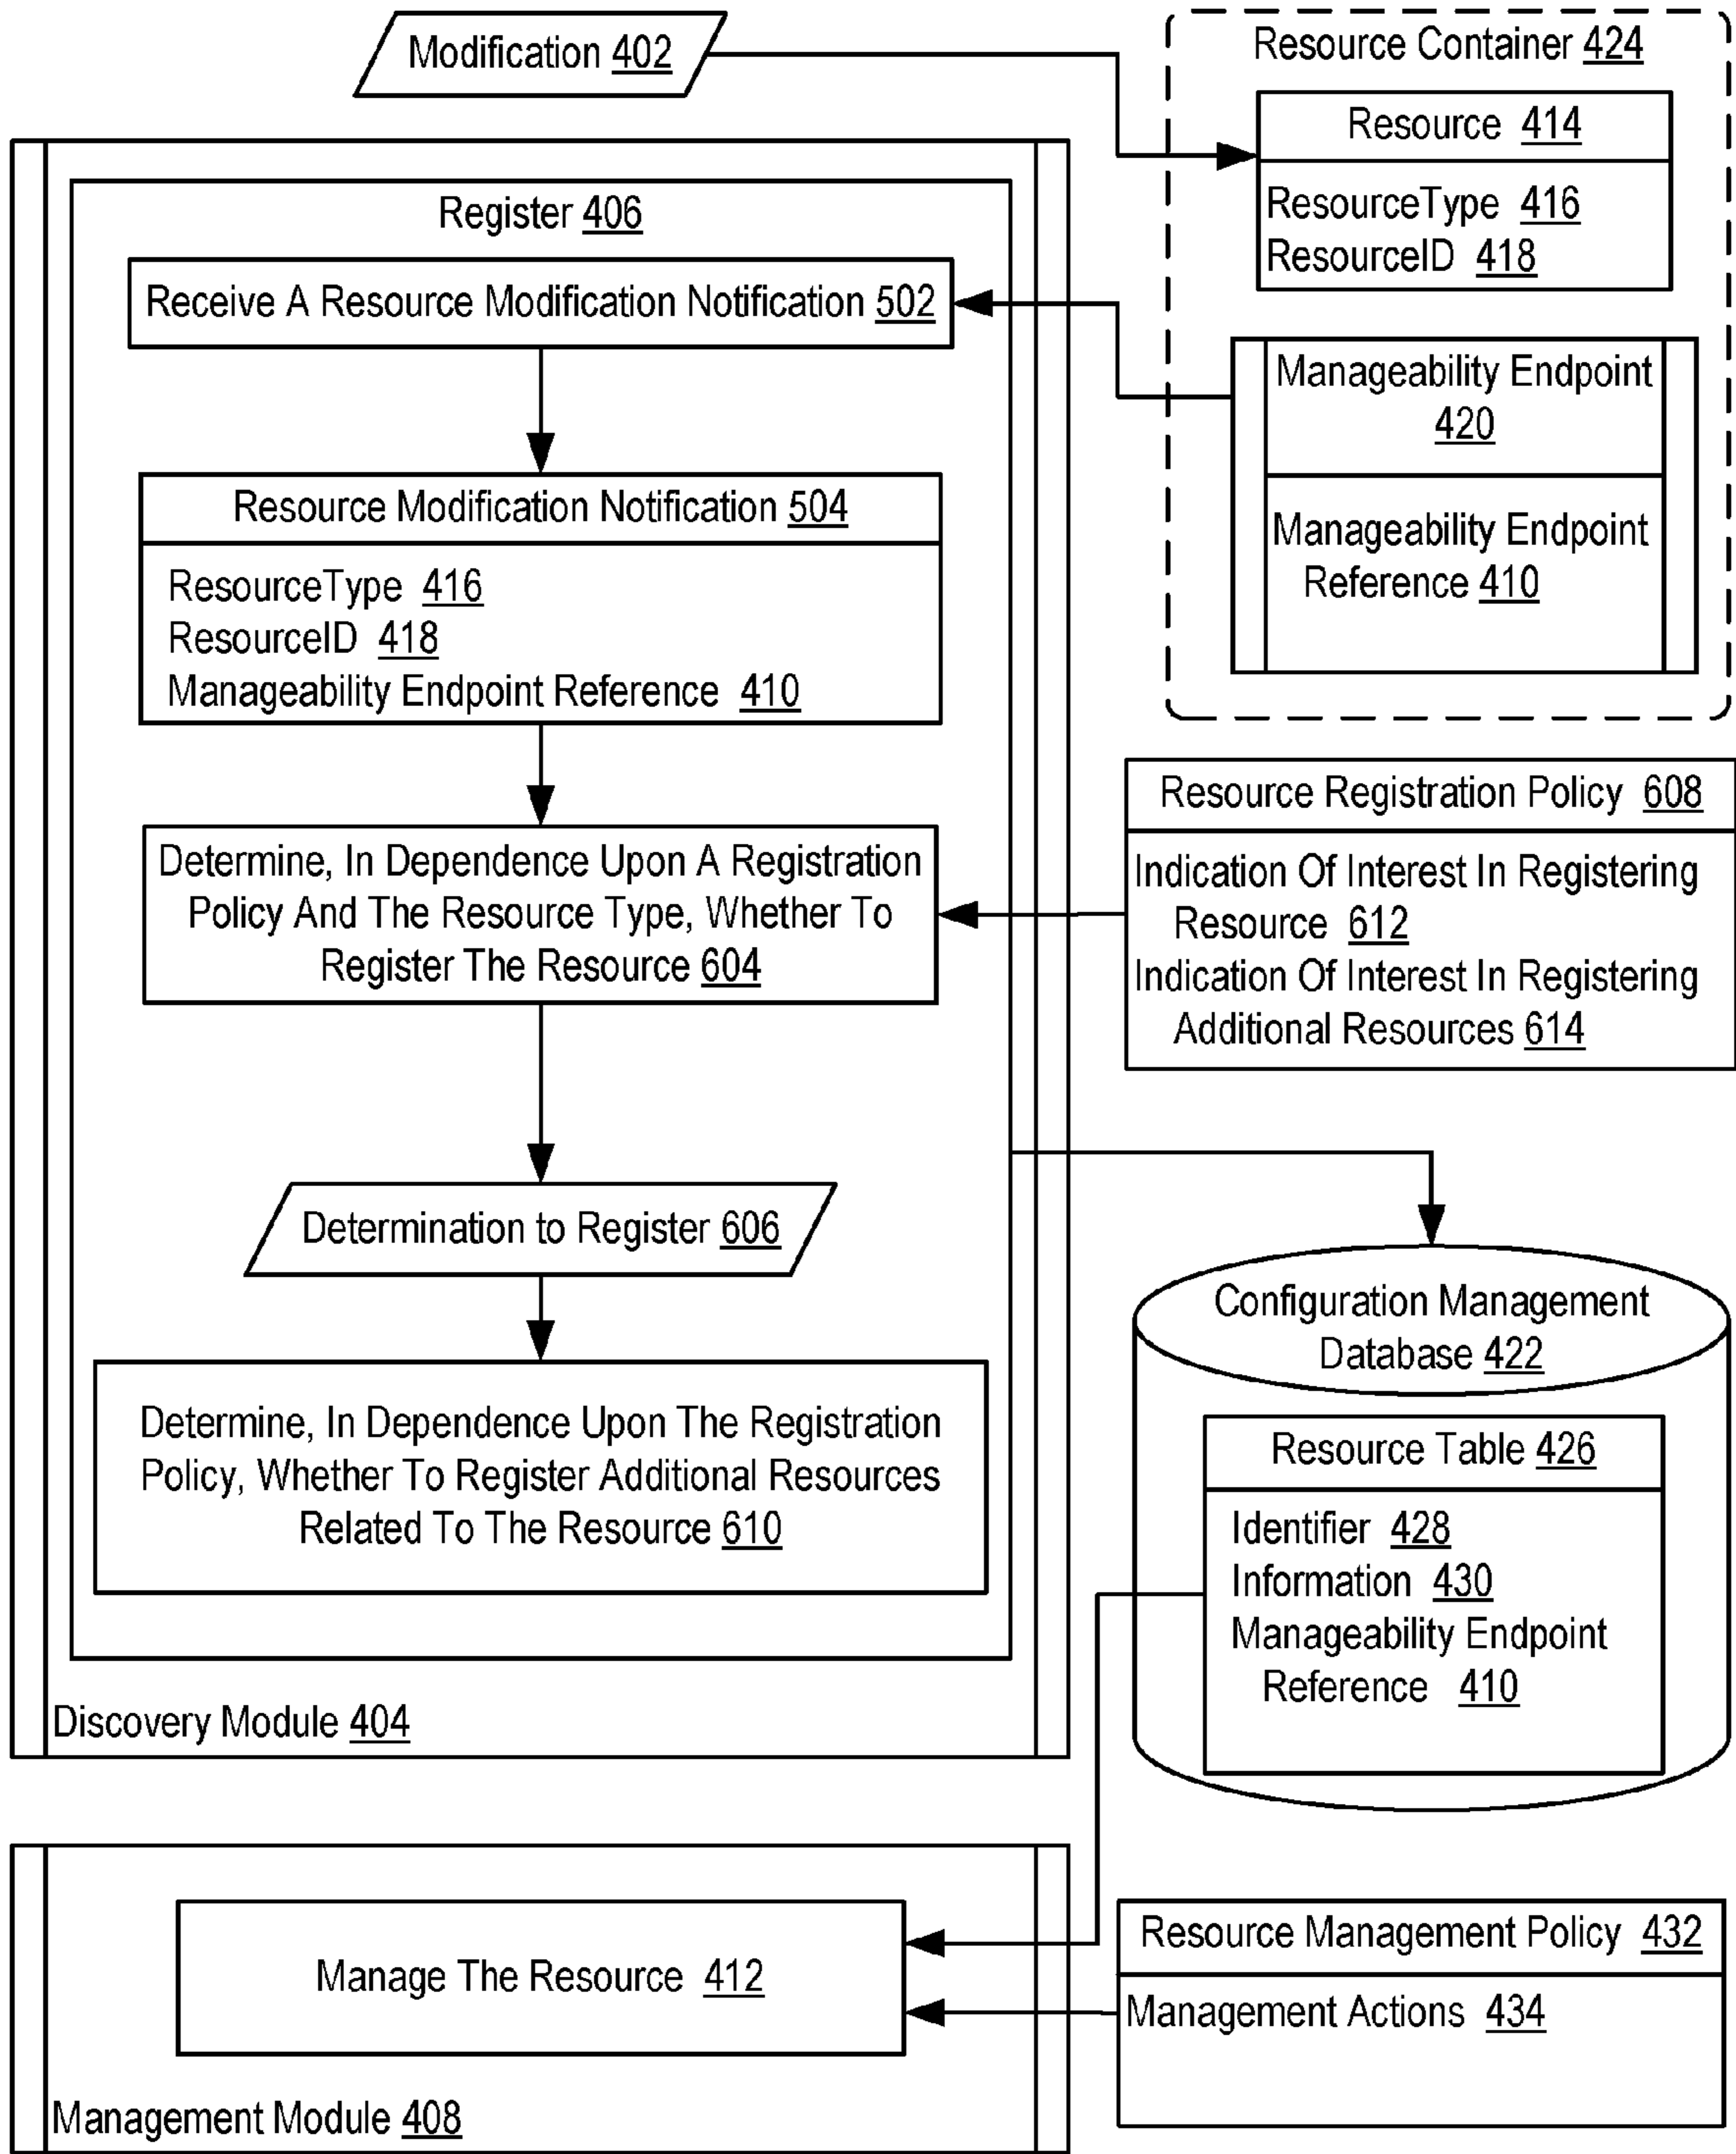 Modification 402
Resource Container 424
Resource 414
ResourceType 416
ResourceID 418
Manageability Endpoint
420
Manageability Endpoint
Reference 410
Register 406
Receive A Resource Modification Notification 502
Resource Modification Notification 504
ResourceType 416
ResourceID 418
Manageability Endpoint Reference 410
Resource Registration Policy 608
Indication Of Interest In Registering
Resource 612
Indication Of Interest In Registering
Additional Resources 614
Determine, In Dependence Upon A Registration
Policy And The Resource Type, Whether To
Register The Resource 604
Determination to Register 606
Determine, In Dependence Upon The Registration
Policy, Whether To Register Additional Resources
Related To The Resource 610
Discovery Module 404
Configuration Management
Database 422
Resource Table 426
Identifier 428
Information 430
Manageability Endpoint
Reference 410
Manage The Resource 412
Management Module 408
Resource Management Policy 432
Management Actions 434